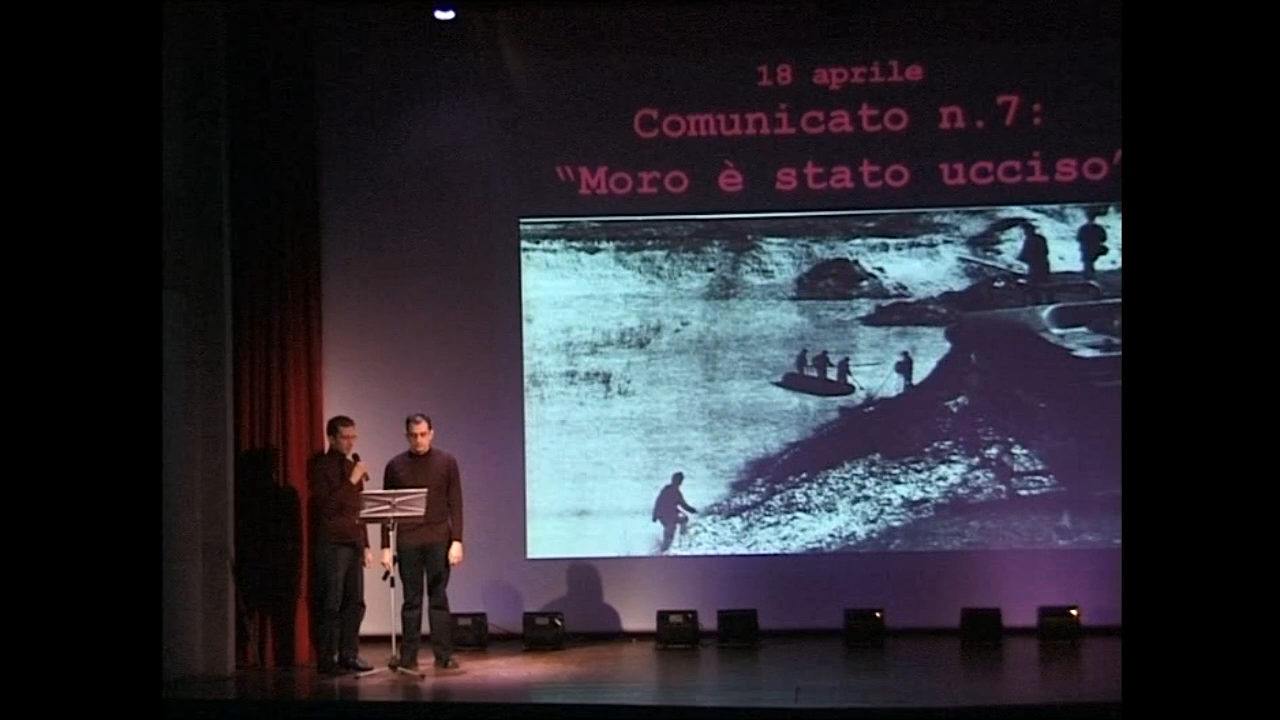 18 aprile
Comunicato n.7:
“Moro è stato ucciso”